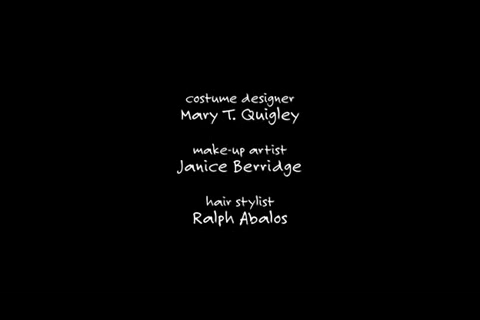 costume designer
Mary T. Quigley
make-up artist
Janice Berridge
hair stylist
Ralph Abalos